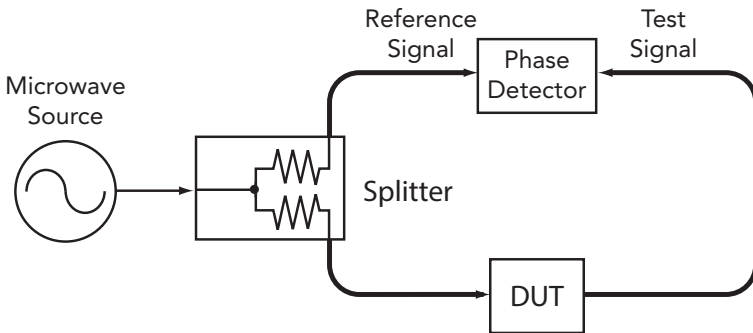 Reference
Signal
Test
Signal
Phase
Detector
Microwave
Source
Splitter
DUT